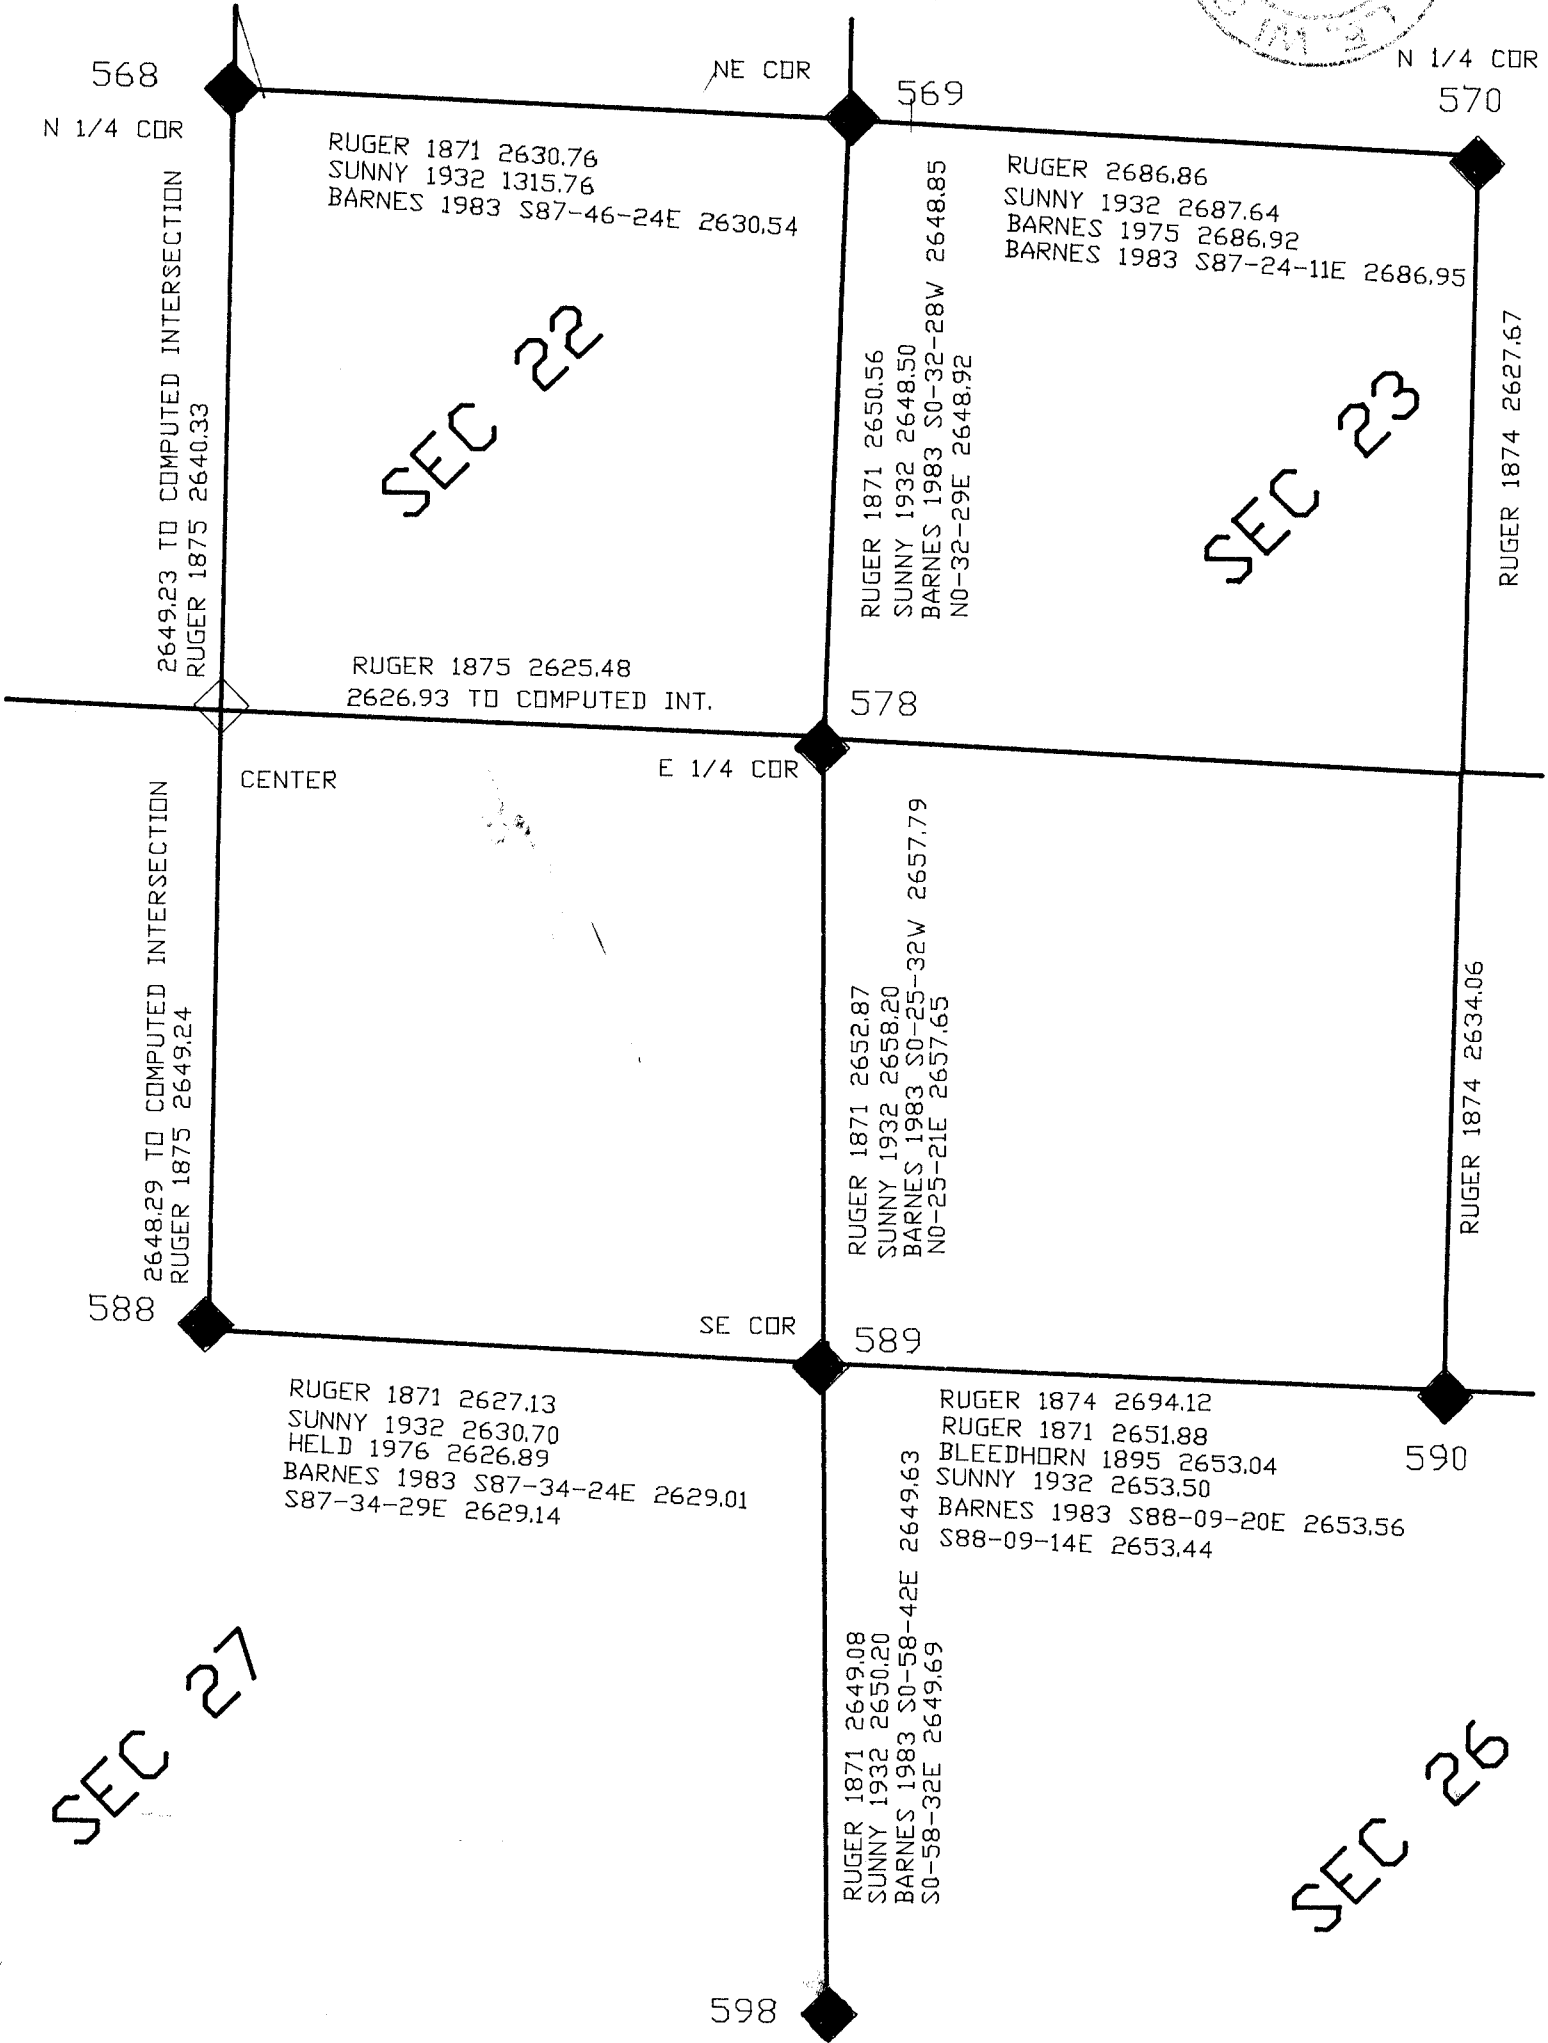 N 1/4 COR
570
568
N 1/4 COR
NE COR
569
RUGER 1871 2630.76
SUNNY 1932 1315.76
BARNES 1983 S87-46-24E 2630.54
RUGER 2686.86
SUNNY 1932 2687.64
BARNES 1975 2686.92
BARNES 1983 S87-24-11E 2686.95
2649.23 TO COMPUTED INTERSECTION
RUGER 1875 2640.33
SEC 22
RUGER 1871 2650.56
SUNNY 1932 2648.50
BARNES 1983 S0-32-28W 2648.85
N0-32-29E 2648.92
SEC 23
RUGER 1874 2627.67
RUGER 1875 2625.48
2626.93 TO COMPUTED INT.
578
CENTER
E 1/4 COR
2648.29 TO COMPUTED INTERSECTION
RUGER 1875 2649.24
RUGER 1871 2652.87
SUNNY 1932 2658.20
BARNES 1983 S0-25-32W 2657.79
N0-25-21E 2657.65
RUGER 1874 2634.06
588
SE COR
589
590
RUGER 1871 2627.13
SUNNY 1932 2630.70
HELD 1976 2626.89
BARNES 1983 S87-34-24E 2629.01
S87-34-29E 2629.14
RUGER 1874 2694.12
RUGER 1871 2651.88
BLEEDHORN 1895 2653.04
SUNNY 1932 2653.50
BARNES 1983 S88-09-20E 2653.56
S88-09-14E 2653.44
RUGER 1871 2649.08
SUNNY 1932 2650.20
BARNES 1983 S0-58-42E 2649.63
S0-58-32E 2649.69
SEC 27
SEC 26
598